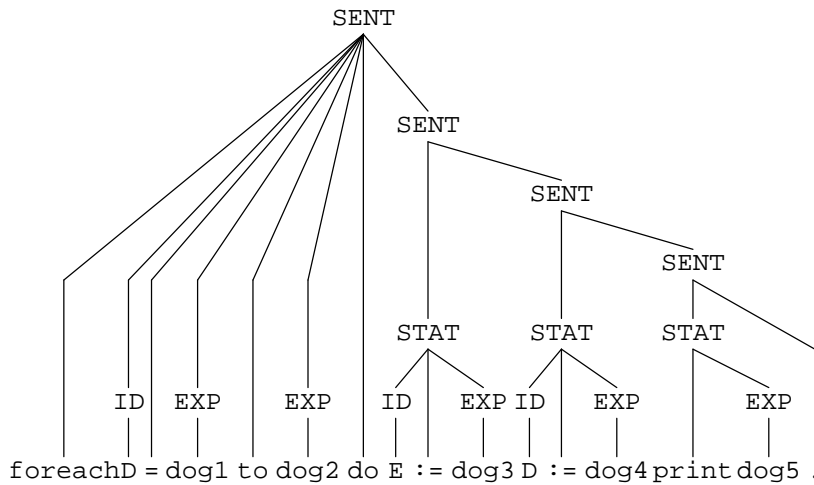 SENT
SENT
SENT
SENT
STAT STAT STAT
ID EXP EXP ID EXP ID EXP EXP
foreachD = dog1 to dog2 do E := dog3 D := dog4 print dog5 .